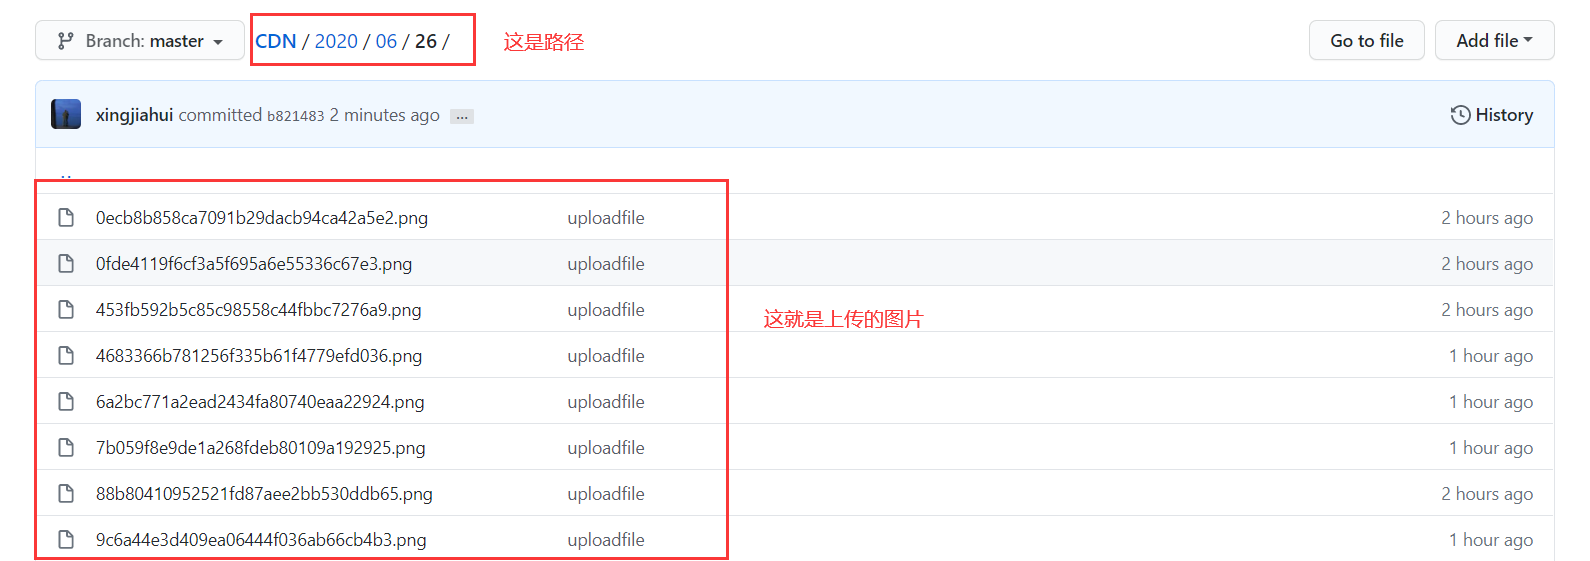 Branch: master CDN / 2020 / 06 / 26 / 这是路径 Go to file Add file
xingjiahui committed b821483 2 minutes ago ... History
..
0ecb8b858ca7091b29dacb94ca42a5e2.png uploadfile 2 hours ago
0fde4119f6cf3a5f695a6e55336c67e3.png uploadfile 2 hours ago
453fb592b5c85c98558c44fbbc7276a9.png uploadfile 2 hours ago
这就是上传的图片
4683366b781256f335b61f4779efd036.png uploadfile 1 hour ago
6a2bc771a2ead2434fa80740eaa22924.png uploadfile 1 hour ago
7b059f8e9de1a268fdeb80109a192925.png uploadfile 1 hour ago
88b80410952521fd87aee2bb530ddb65.png uploadfile 2 hours ago
9c6a44e3d409ea06444f036ab66cb4b3.png uploadfile 1 hour ago